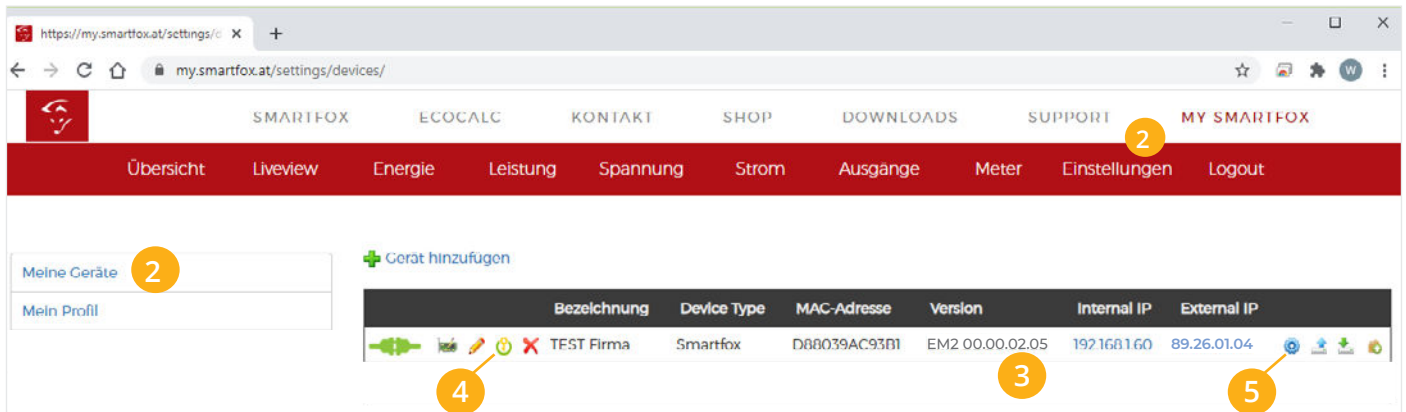 https://my.smartfox.at/settings/d
my.smartfox.at/settings/devices/
W
SMARTFOX ECOCALC KONTAKT SHOP DOWNLOADS SUPPORT MY SMARTFOX
2
Übersicht Liveview Energie Leistung Spannung Strom Ausgänge Meter Einstellungen Logout
Gerät hinzufügen
Meine Geräte 2
Mein Profil
Bezeichnung Device Type MAC-Adresse Version Internal IP External IP
TEST Firma Smartfox D88039AC93B1 EM2 00.00.02.05 192.168.1.60 89.26.01.04
4 3 5